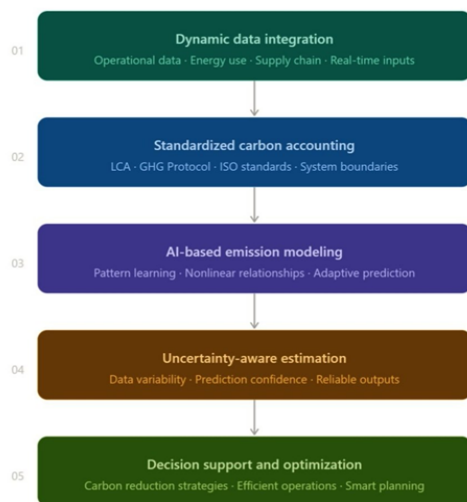 01
Dynamic data integration
Operational data · Energy use · Supply chain · Real-time inputs
02
Standardized carbon accounting
LCA · GHG Protocol · ISO standards · System boundaries
03
AI-based emission modeling
Pattern learning · Nonlinear relationships · Adaptive prediction
04
Uncertainty-aware estimation
Data variability · Prediction confidence · Reliable outputs
05
Decision support and optimization
Carbon reduction strategies · Efficient operations · Smart planning